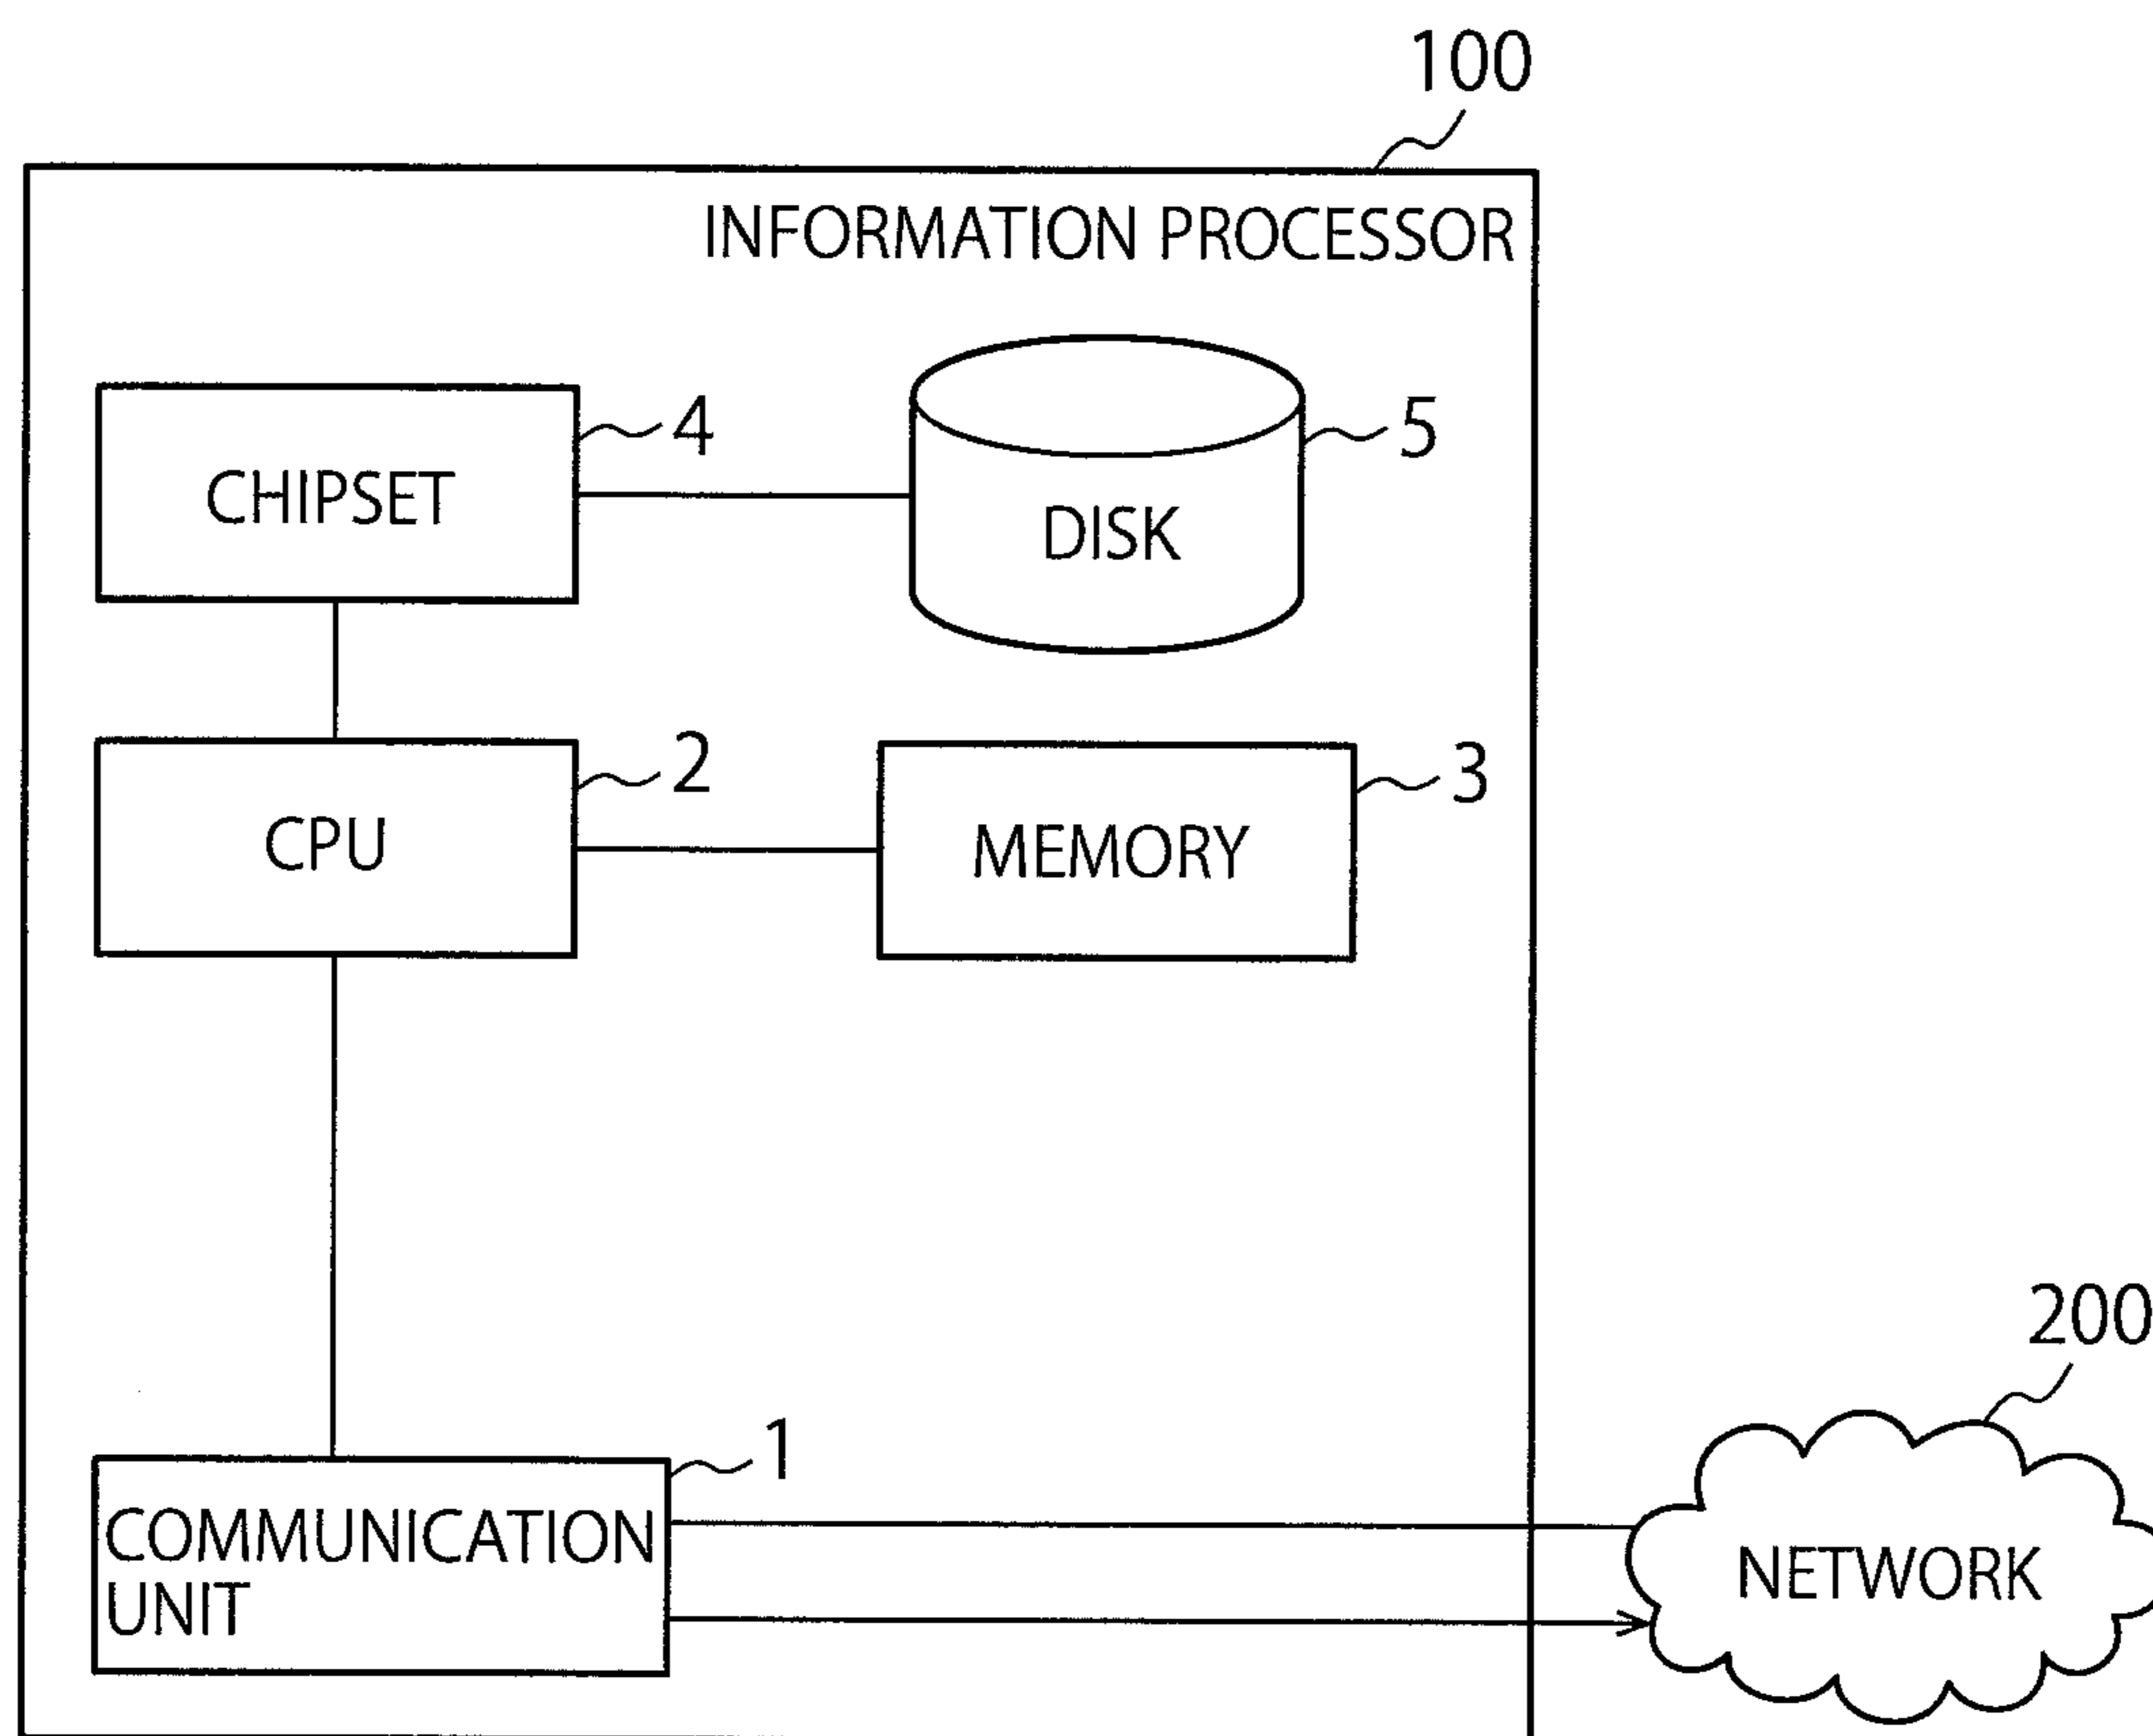 100
INFORMATION PROCESSOR
4
CHIPSET
5
DISK
2
CPU
3
MEMORY
200
1
COMMUNICATION
UNIT
NETWORK